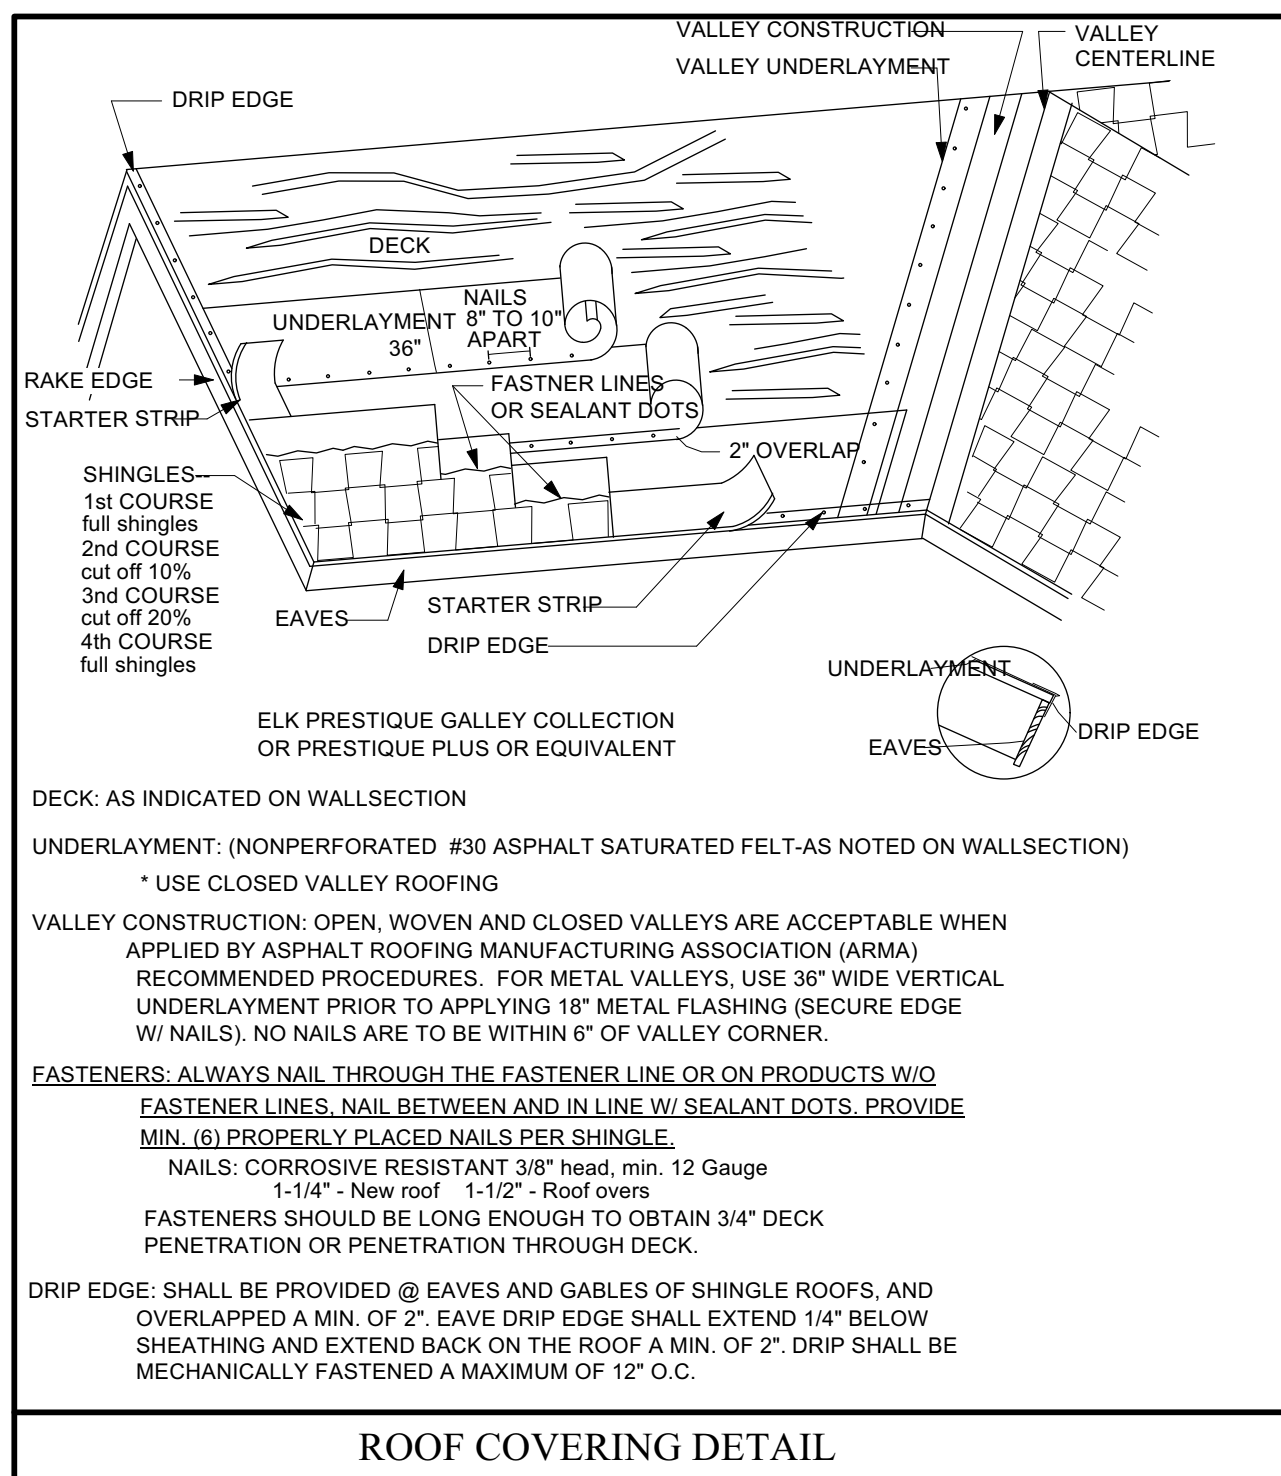 VALLEY CONSTRUCTION
VALLEY
CENTERLINE
VALLEY UNDERLAYMENT
DRIP EDGE
DECK
NAILS
8" TO 10"
APART
UNDERLAYMENT
36"
RAKE EDGE
STARTER STRIP
FASTNER LINES
OR SEALANT DOTS
2" OVERLAP
SHINGLES--
1st COURSE
full shingles
2nd COURSE
cut off 10%
3nd COURSE
cut off 20%
4th COURSE
full shingles
EAVES
STARTER STRIP
DRIP EDGE
UNDERLAYMENT
DRIP EDGE
EAVES
ELK PRESTIQUE GALLEY COLLECTION
OR PRESTIQUE PLUS OR EQUIVALENT
DECK: AS INDICATED ON WALLSECTION
UNDERLAYMENT: (NONPERFORATED #30 ASPHALT SATURATED FELT-AS NOTED ON WALLSECTION)
* USE CLOSED VALLEY ROOFING
VALLEY CONSTRUCTION: OPEN, WOVEN AND CLOSED VALLEYS ARE ACCEPTABLE WHEN
APPLIED BY ASPHALT ROOFING MANUFACTURING ASSOCIATION (ARMA)
RECOMMENDED PROCEDURES. FOR METAL VALLEYS, USE 36" WIDE VERTICAL
UNDERLAYMENT PRIOR TO APPLYING 18" METAL FLASHING (SECURE EDGE
W/ NAILS). NO NAILS ARE TO BE WITHIN 6" OF VALLEY CORNER.
FASTENERS: ALWAYS NAIL THROUGH THE FASTENER LINE OR ON PRODUCTS W/O
FASTENER LINES, NAIL BETWEEN AND IN LINE W/ SEALANT DOTS. PROVIDE
MIN. (6) PROPERLY PLACED NAILS PER SHINGLE.
NAILS: CORROSIVE RESISTANT 3/8" head, min. 12 Gauge
1-1/4" - New roof 1-1/2" - Roof overs
FASTENERS SHOULD BE LONG ENOUGH TO OBTAIN 3/4" DECK
PENETRATION OR PENETRATION THROUGH DECK.
DRIP EDGE: SHALL BE PROVIDED @ EAVES AND GABLES OF SHINGLE ROOFS, AND
OVERLAPPED A MIN. OF 2". EAVE DRIP EDGE SHALL EXTEND 1/4" BELOW
SHEATHING AND EXTEND BACK ON THE ROOF A MIN. OF 2". DRIP SHALL BE
MECHANICALLY FASTENED A MAXIMUM OF 12" O.C.
ROOF COVERING DETAIL